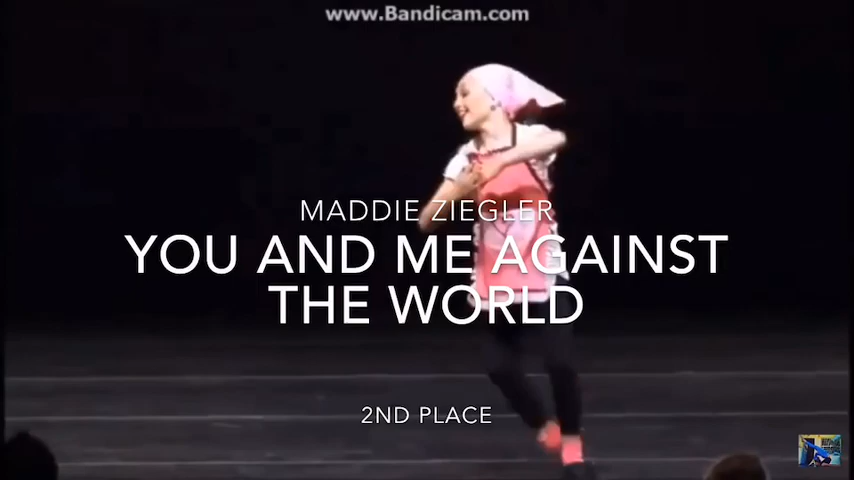 www.Bandicam.com
MADDIE ZIEGLER
YOU AND ME AGAINST
THE WORLD
2ND PLACE